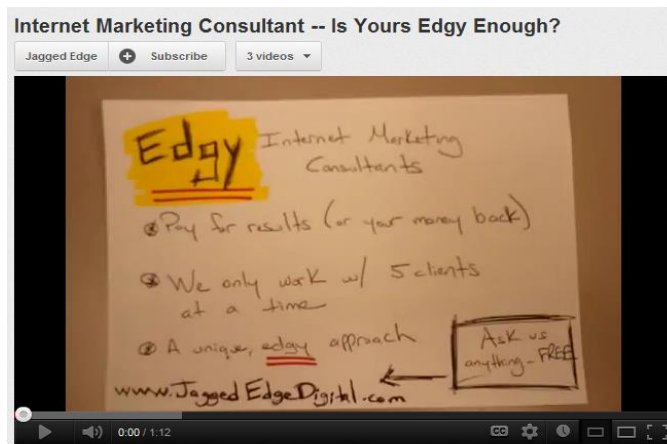 Internet Marketing Consultant -- Is Yours Edgy Enough?
Jagged Edge
Subscribe
3 videos
Edgy Internet Marketing
Consultants
Pay for results (or your money back)
We only work w/ 5 clients
at a time
A unique, edgy approach
Ask us
anything - FREE
www.JaggedEdgeDigital.com
0:00 / 1:12
CC